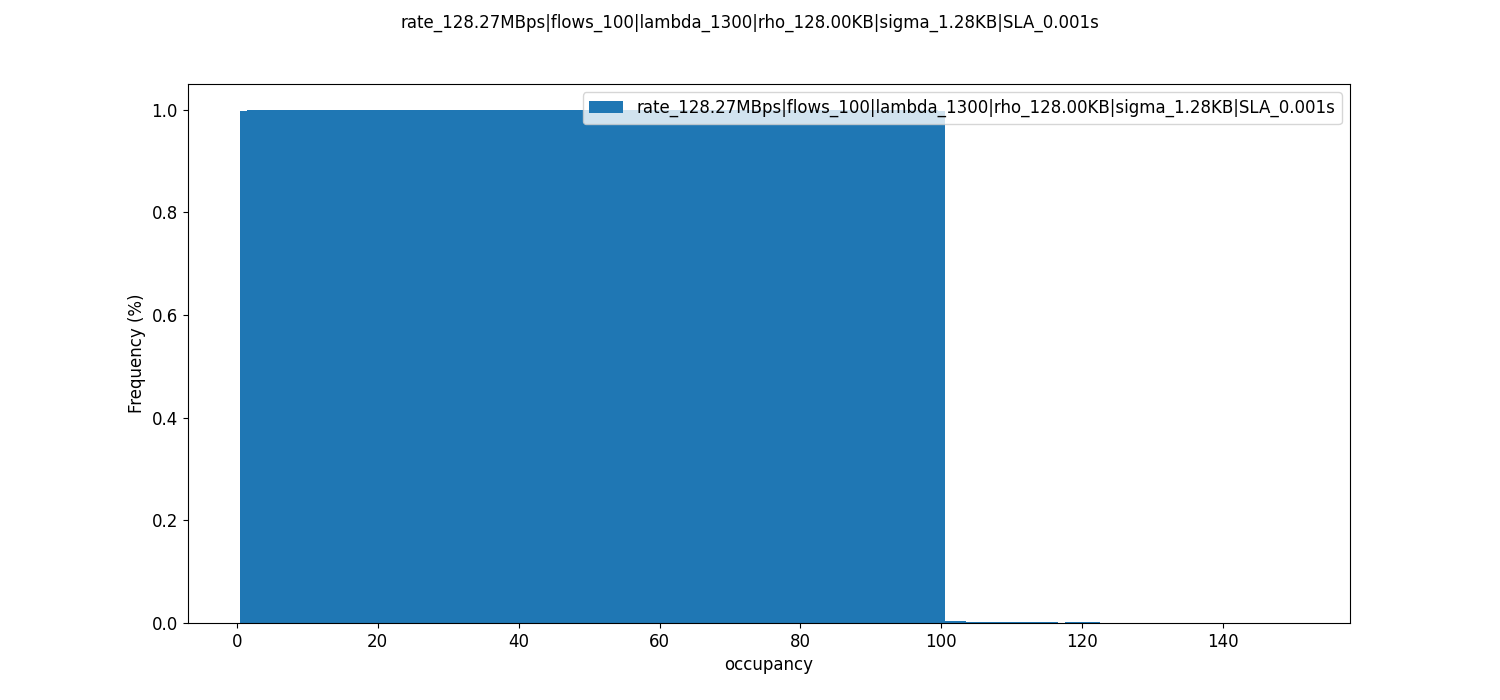 rate_128.27MBps|flows_100|lambda_1300|rho_128.00KB|sigma_1.28KB|SLA_0.001s
rate_128.27MBps|flows_100|lambda_1300|rho_128.00KB|sigma_1.28KB|SLA_0.001s
1.0
0.8
0.6
0.4
0.2
0.0
Frequency (%)
0 20 40 60 80 100 120 140
occupancy